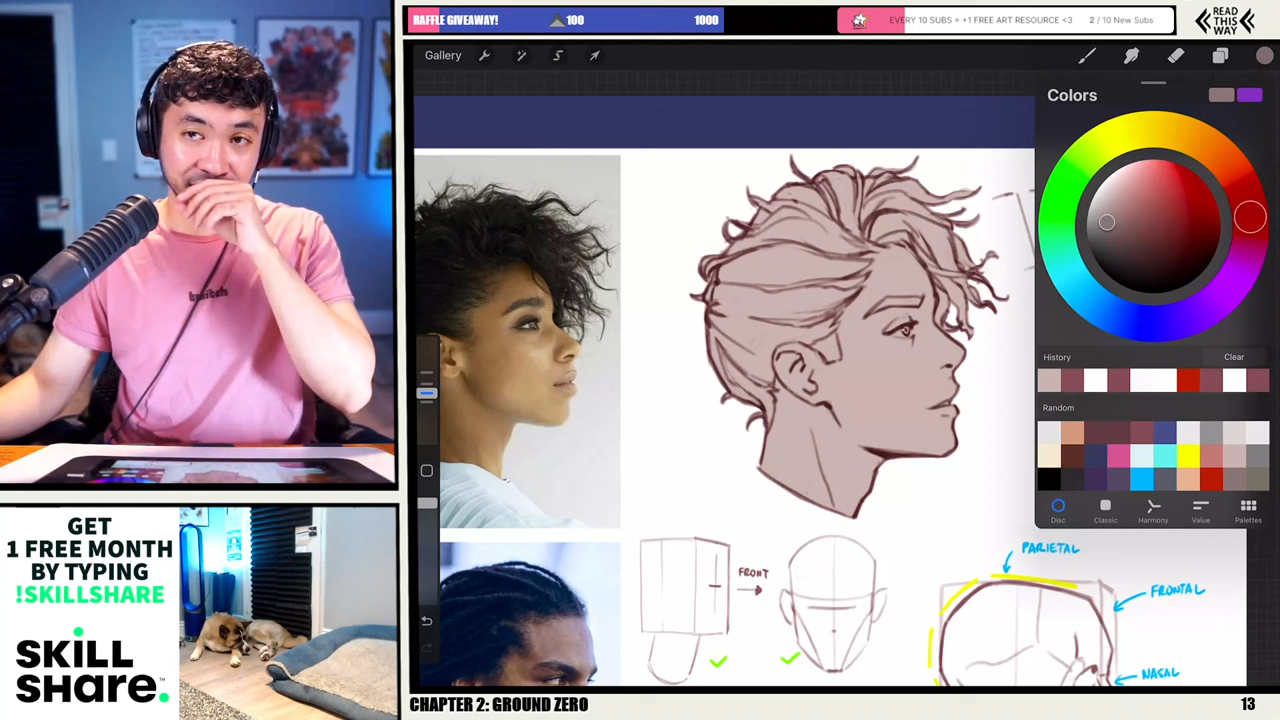 RAFFLE GIVEAWAY!
100
1000
EVERY 10 SUBS = +1 FREE ART RESOURCE <3
2 / 10 New Subs
READ
THIS
WAY
Gallery
Colors
History
Clear
Random
Disc
Classic
Harmony
Value
Palettes
twitch
FRONT
PARIETAL
FRONTAL
NASAL
GET
1 FREE MONTH
BY TYPING
!SKILLSHARE
SKILL
SHARE.
CHAPTER 2: GROUND ZERO
13